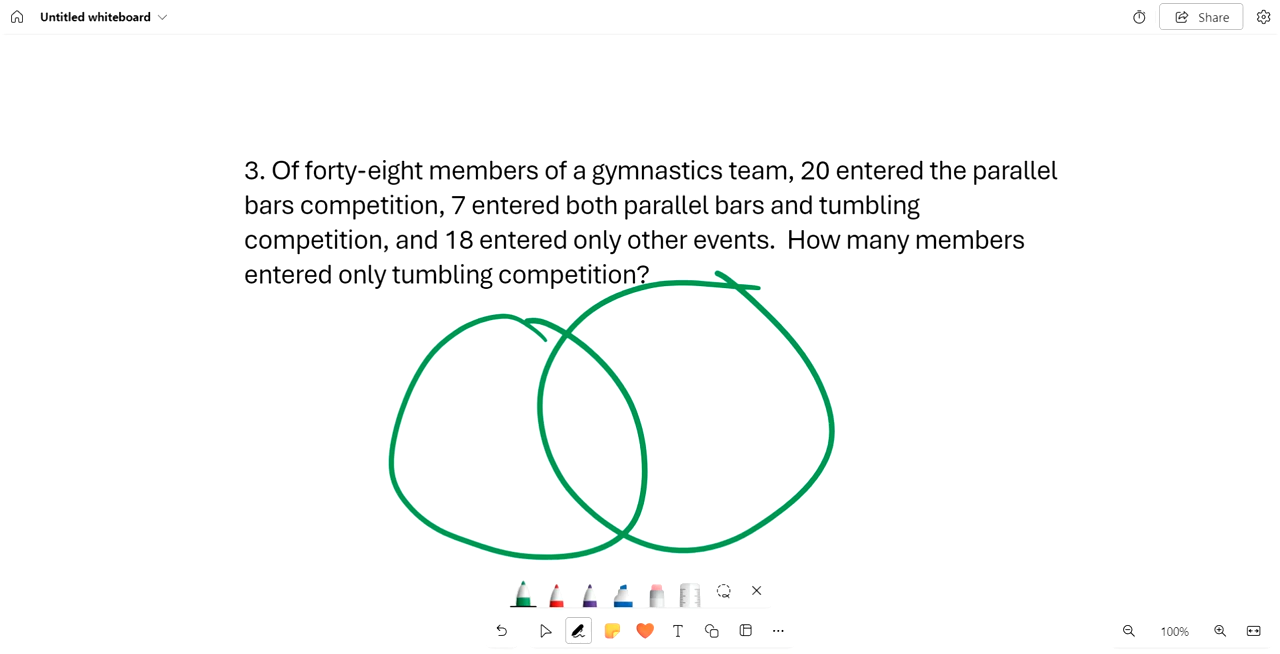 Untitled whiteboard
Share
3. Of forty-eight members of a gymnastics team, 20 entered the parallel
bars competition, 7 entered both parallel bars and tumbling
competition, and 18 entered only other events.  How many members
entered only tumbling competition?
T
100%